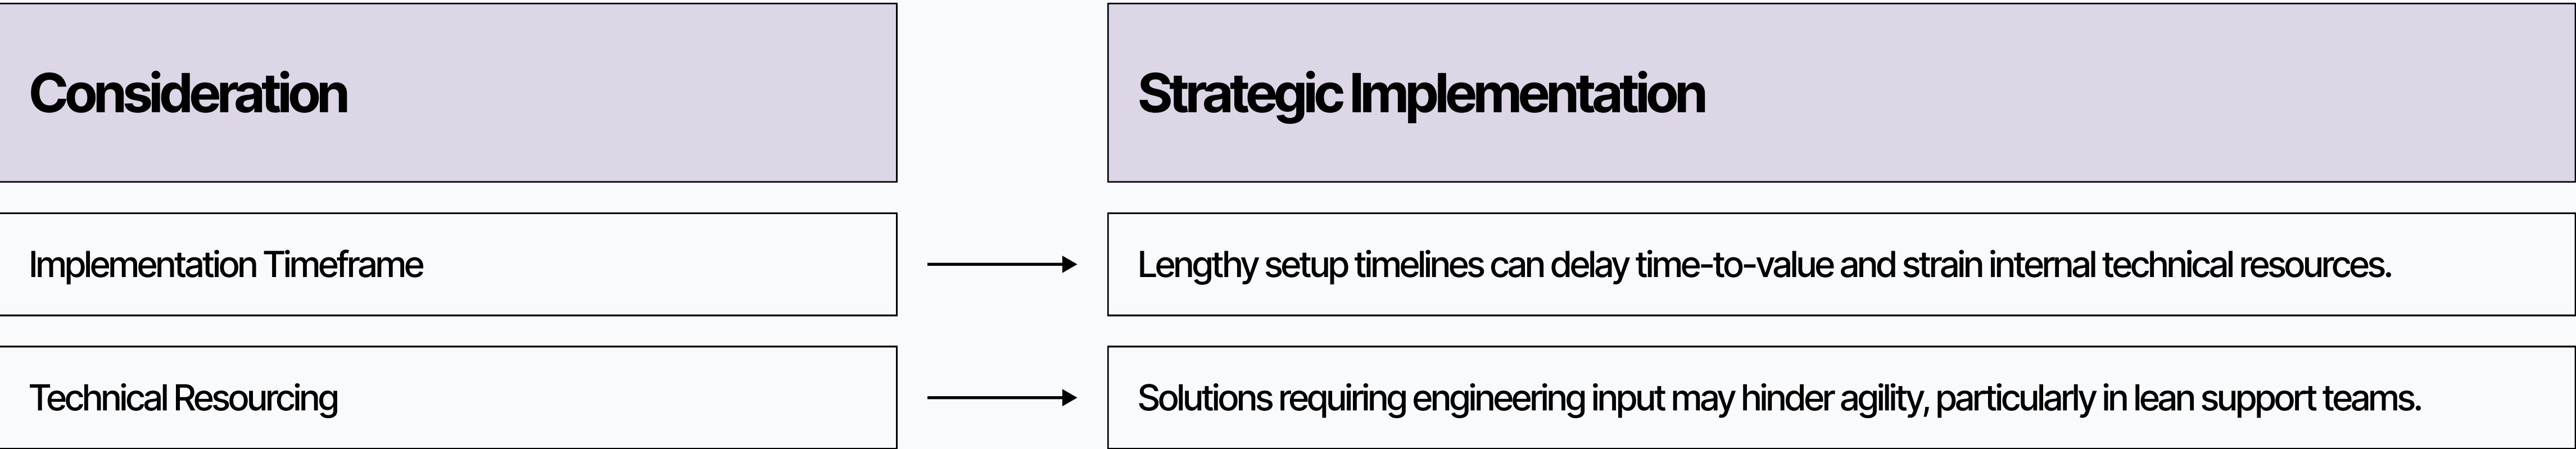 Consideration
Strategic Implementation
Implementation Timeframe
Lengthy setup timelines can delay time-to-value and strain internal technical resources.
Technical Resourcing
Solutions requiring engineering input may hinder agility, particularly in lean support teams.